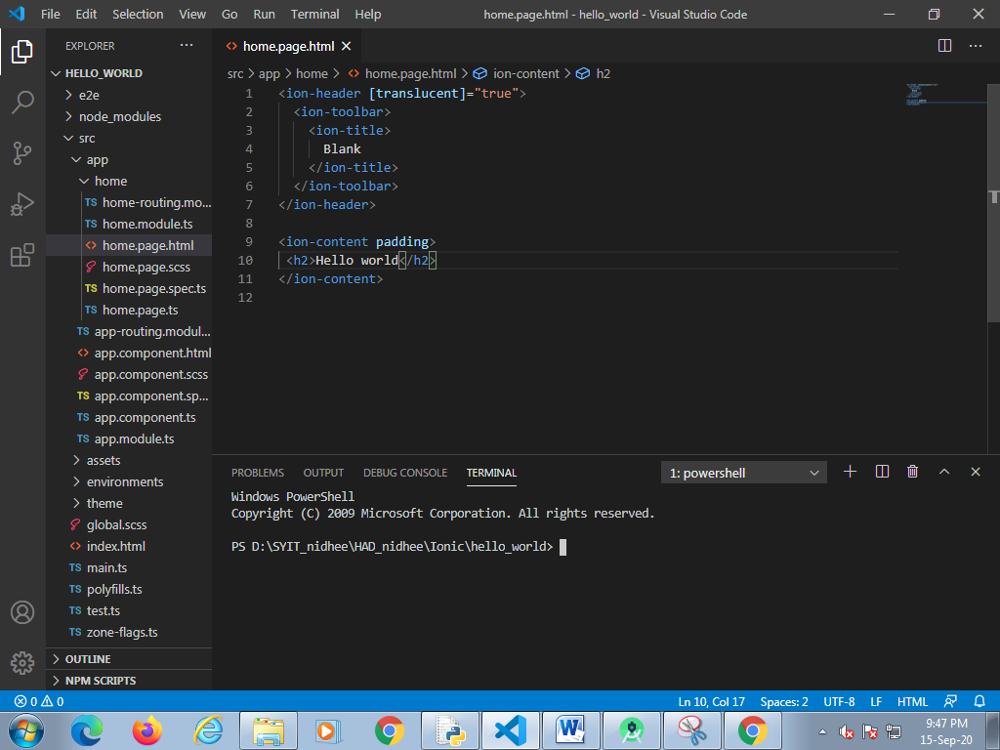 File Edit Selection View Go Run Terminal Help home.page.html - hello_world - Visual Studio Code
EXPLORER ···
HELLO_WORLD
e2e
node_modules
src
app
home
TS home-routing.mo...
TS home.module.ts
<> home.page.html
home.page.scss
TS home.page.spec.ts
TS home.page.ts
TS app-routing.modul...
<> app.component.html
app.component.scss
TS app.component.sp...
TS app.component.ts
TS app.module.ts
assets
environments
theme
global.scss
<> index.html
TS main.ts
TS polyfills.ts
TS test.ts
TS zone-flags.ts
OUTLINE
NPM SCRIPTS
<> home.page.html
src > app > home > <> home.page.html > ion-content > h2
1 <ion-header [translucent]="true">
2 <ion-toolbar>
3 <ion-title>
4 Blank
5 </ion-title>
6 </ion-toolbar>
7 </ion-header>
8
9 <ion-content padding>
10 <h2>Hello world</h2>
11 </ion-content>
12
PROBLEMS OUTPUT DEBUG CONSOLE TERMINAL 1: powershell
Windows PowerShell
Copyright (C) 2009 Microsoft Corporation. All rights reserved.
PS D:\SYIT_nidhee\HAD_nidhee\Ionic\hello_world>
0 0 Ln 10, Col 17 Spaces: 2 UTF-8 LF HTML
9:47 PM
15-Sep-20